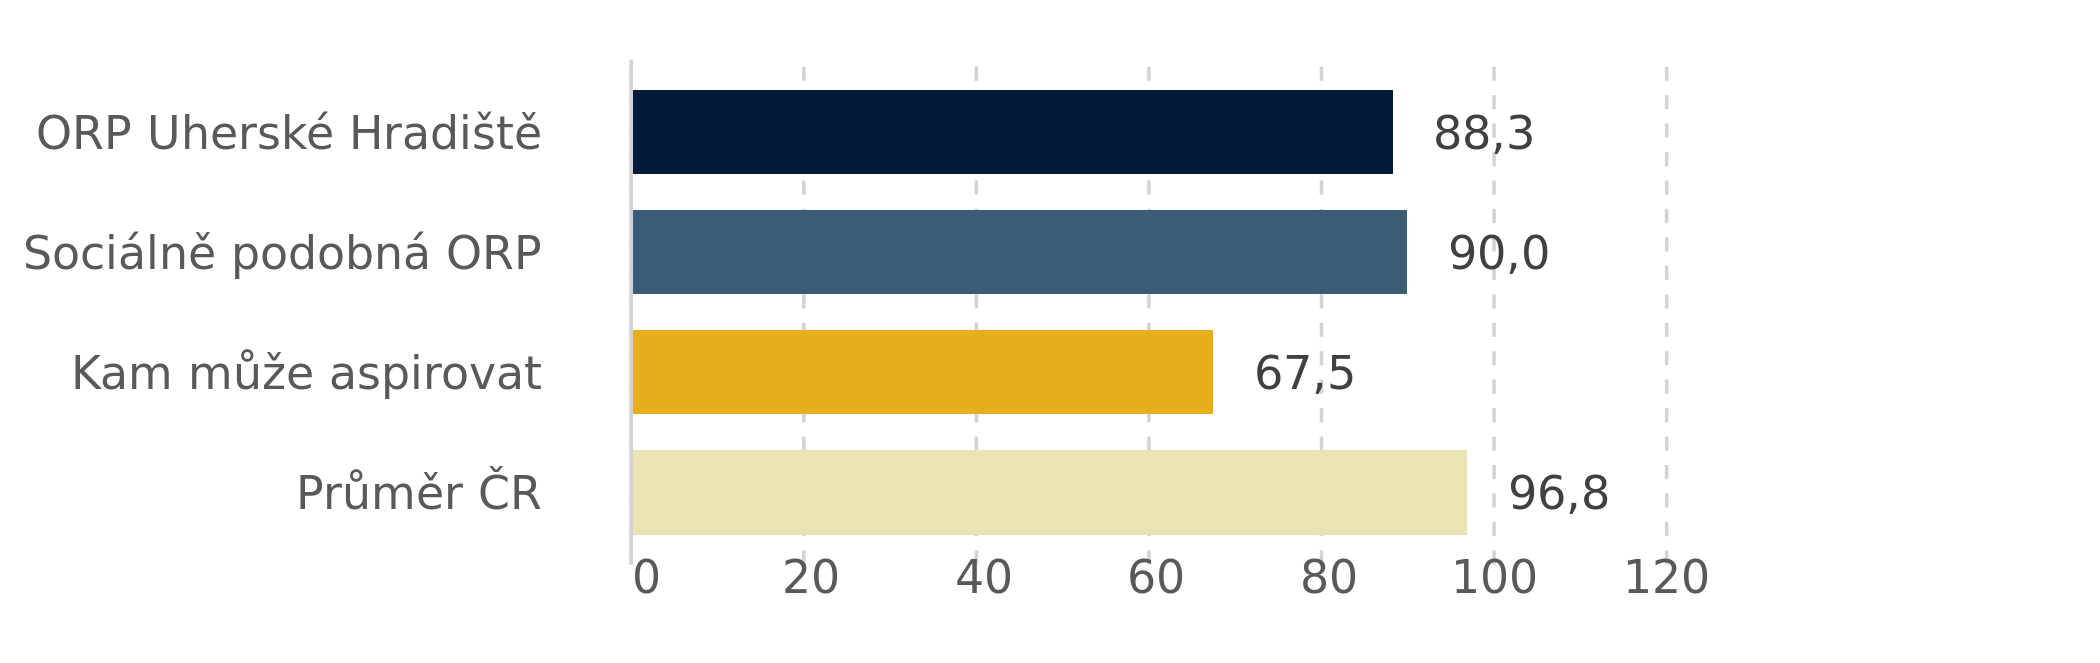 ORP Uherské Hradiště 88,3
Sociálně podobná ORP 90,0
Kam může aspirovat 67,5
Průměr ČR 96,8
0 20 40 60 80 100 120